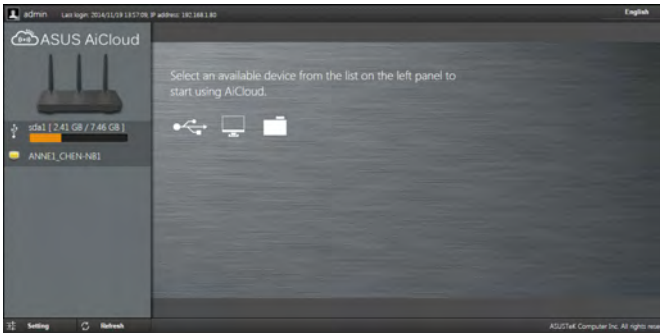 admin Last login: 2014/11/19 13:57:09, IP address: 192.168.1.80 English
ASUS AiCloud
Select an available device from the list on the left panel to
start using AiCloud.
sda1 [ 2.41 GB / 7.46 GB ]
ANNE1_CHEN-NB1
Setting Refresh ASUSTeK Computer Inc. All rights rese